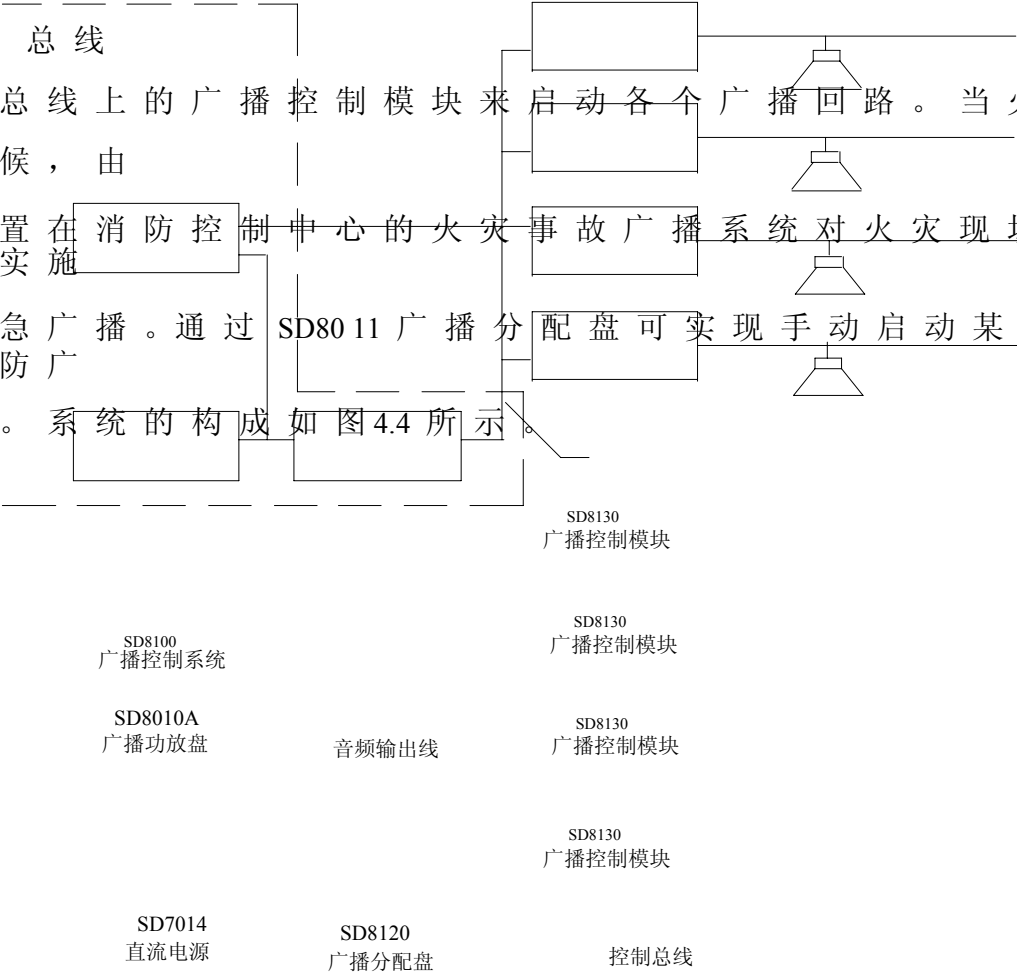 总线
总线上的广播控制模块来启动各个广播回路。当
候，由
置在消防控制中心的火灾事故广播系统对火灾现
实施
急广播。通过 SD80 11 广播分配盘可实现手动启动某
防广
。系统的构成如图 4.4 所示。
SD8130
广播控制模块
SD8130
广播控制模块
SD8100
广播控制系统
SD8010A
广播功放盘
音频输出线
SD8130
广播控制模块
SD8130
广播控制模块
SD7014
直流电源
SD8120
广播分配盘
控制总线